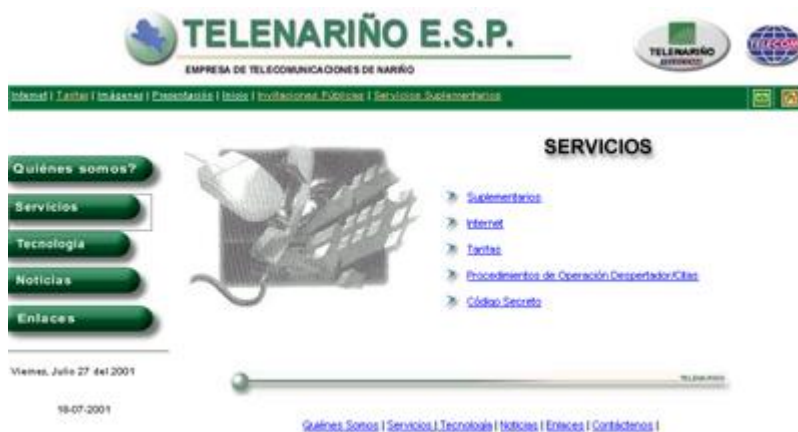 TELENARIÑO E.S.P.
EMPRESA DE TELECOMUNICACIONES DE NARIÑO
TELENARIÑO
TELECOM
Internet | Tarifas | Imágenes | Presentación | Inicio | Invitaciones Públicas | Servicios Suplementarios
Quiénes somos?
Servicios
Tecnología
Noticias
Enlaces
Viernes, Julio 27 del 2001
18-07-2001
SERVICIOS
Suplementarios
Internet
Tarifas
Procedimientos de Operación Despertador/Citas
Código Secreto
TELENARIÑO
Quiénes Somos | Servicios | Tecnología | Noticias | Enlaces | Contáctenos |